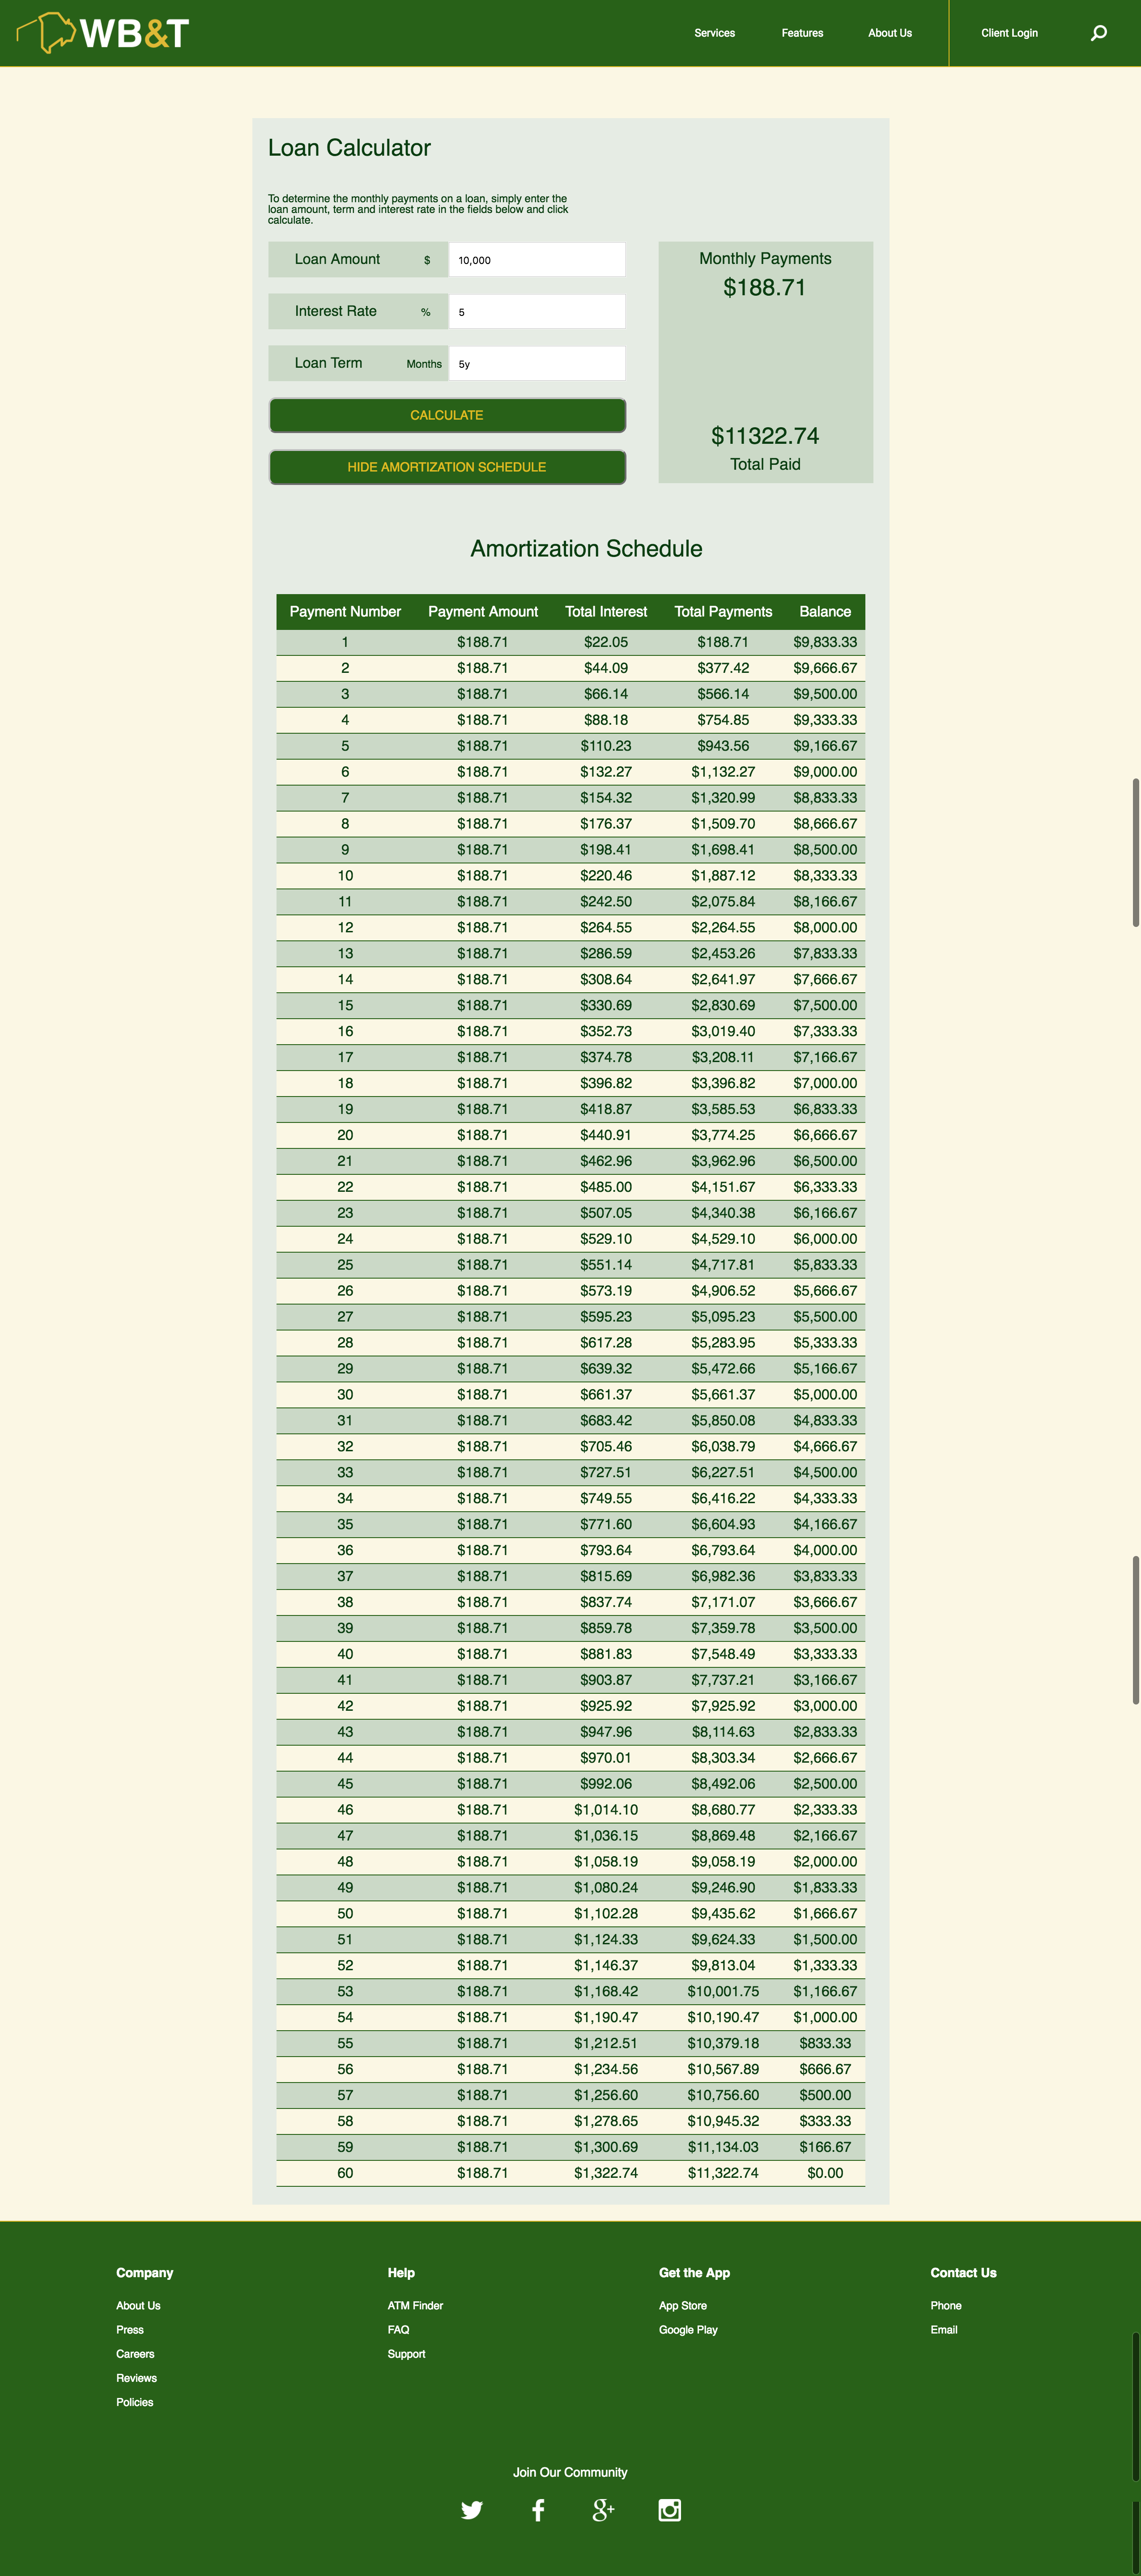 WB&T
Services Features About Us Client Login
Loan Calculator
To determine the monthly payments on a loan, simply enter the
loan amount, term and interest rate in the fields below and click
calculate.
Loan Amount $ 10,000
Interest Rate % 5
Loan Term Months 5y
CALCULATE
HIDE AMORTIZATION SCHEDULE
Monthly Payments
$188.71
$11322.74
Total Paid
Amortization Schedule
Payment Number Payment Amount Total Interest Total Payments Balance
1 $188.71 $22.05 $188.71 $9,833.33
2 $188.71 $44.09 $377.42 $9,666.67
3 $188.71 $66.14 $566.14 $9,500.00
4 $188.71 $88.18 $754.85 $9,333.33
5 $188.71 $110.23 $943.56 $9,166.67
6 $188.71 $132.27 $1,132.27 $9,000.00
7 $188.71 $154.32 $1,320.99 $8,833.33
8 $188.71 $176.37 $1,509.70 $8,666.67
9 $188.71 $198.41 $1,698.41 $8,500.00
10 $188.71 $220.46 $1,887.12 $8,333.33
11 $188.71 $242.50 $2,075.84 $8,166.67
12 $188.71 $264.55 $2,264.55 $8,000.00
13 $188.71 $286.59 $2,453.26 $7,833.33
14 $188.71 $308.64 $2,641.97 $7,666.67
15 $188.71 $330.69 $2,830.69 $7,500.00
16 $188.71 $352.73 $3,019.40 $7,333.33
17 $188.71 $374.78 $3,208.11 $7,166.67
18 $188.71 $396.82 $3,396.82 $7,000.00
19 $188.71 $418.87 $3,585.53 $6,833.33
20 $188.71 $440.91 $3,774.25 $6,666.67
21 $188.71 $462.96 $3,962.96 $6,500.00
22 $188.71 $485.00 $4,151.67 $6,333.33
23 $188.71 $507.05 $4,340.38 $6,166.67
24 $188.71 $529.10 $4,529.10 $6,000.00
25 $188.71 $551.14 $4,717.81 $5,833.33
26 $188.71 $573.19 $4,906.52 $5,666.67
27 $188.71 $595.23 $5,095.23 $5,500.00
28 $188.71 $617.28 $5,283.95 $5,333.33
29 $188.71 $639.32 $5,472.66 $5,166.67
30 $188.71 $661.37 $5,661.37 $5,000.00
31 $188.71 $683.42 $5,850.08 $4,833.33
32 $188.71 $705.46 $6,038.79 $4,666.67
33 $188.71 $727.51 $6,227.51 $4,500.00
34 $188.71 $749.55 $6,416.22 $4,333.33
35 $188.71 $771.60 $6,604.93 $4,166.67
36 $188.71 $793.64 $6,793.64 $4,000.00
37 $188.71 $815.69 $6,982.36 $3,833.33
38 $188.71 $837.74 $7,171.07 $3,666.67
39 $188.71 $859.78 $7,359.78 $3,500.00
40 $188.71 $881.83 $7,548.49 $3,333.33
41 $188.71 $903.87 $7,737.21 $3,166.67
42 $188.71 $925.92 $7,925.92 $3,000.00
43 $188.71 $947.96 $8,114.63 $2,833.33
44 $188.71 $970.01 $8,303.34 $2,666.67
45 $188.71 $992.06 $8,492.06 $2,500.00
46 $188.71 $1,014.10 $8,680.77 $2,333.33
47 $188.71 $1,036.15 $8,869.48 $2,166.67
48 $188.71 $1,058.19 $9,058.19 $2,000.00
49 $188.71 $1,080.24 $9,246.90 $1,833.33
50 $188.71 $1,102.28 $9,435.62 $1,666.67
51 $188.71 $1,124.33 $9,624.33 $1,500.00
52 $188.71 $1,146.37 $9,813.04 $1,333.33
53 $188.71 $1,168.42 $10,001.75 $1,166.67
54 $188.71 $1,190.47 $10,190.47 $1,000.00
55 $188.71 $1,212.51 $10,379.18 $833.33
56 $188.71 $1,234.56 $10,567.89 $666.67
57 $188.71 $1,256.60 $10,756.60 $500.00
58 $188.71 $1,278.65 $10,945.32 $333.33
59 $188.71 $1,300.69 $11,134.03 $166.67
60 $188.71 $1,322.74 $11,322.74 $0.00
Company
About Us
Press
Careers
Reviews
Policies
Help
ATM Finder
FAQ
Support
Get the App
App Store
Google Play
Contact Us
Phone
Email
Join Our Community